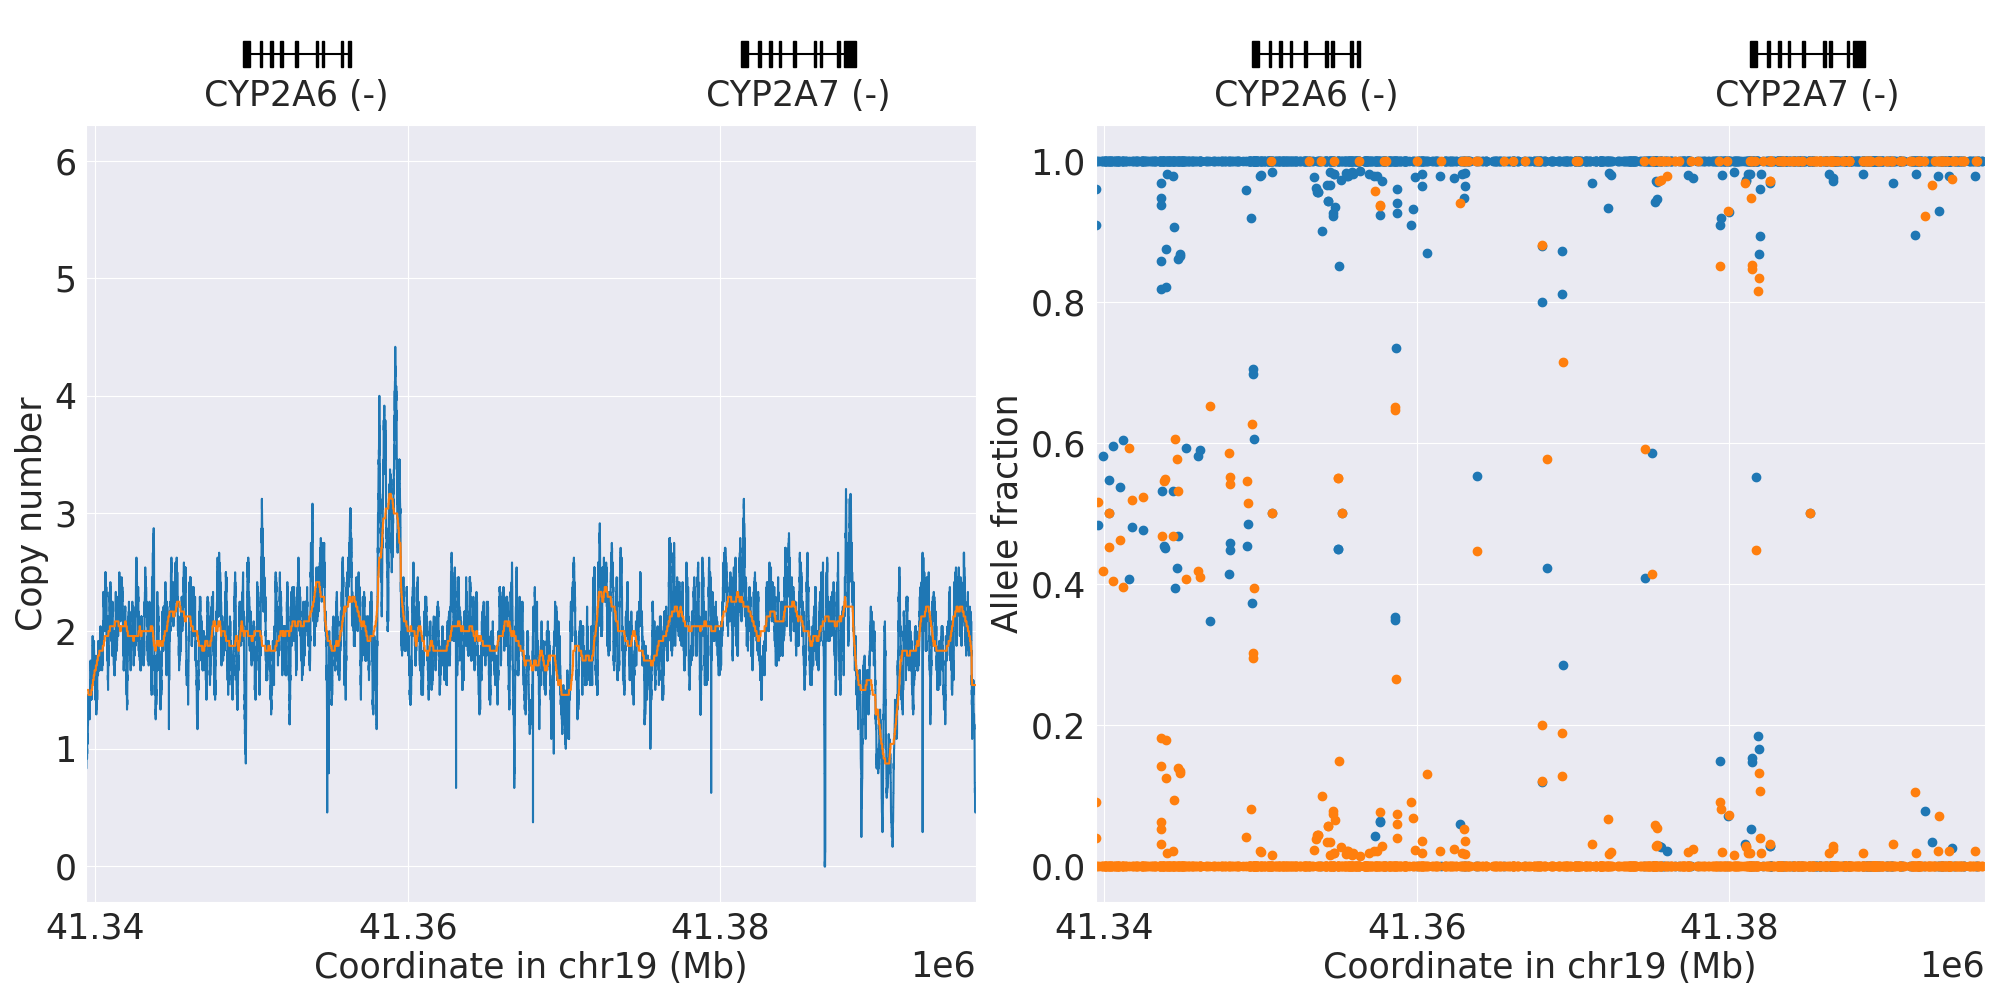 CYP2A6 (-)
CYP2A7 (-)
Copy number
6
5
4
3
2
1
0
41.34
41.36
41.38
Coordinate in chr19 (Mb)
1e6
CYP2A6 (-)
CYP2A7 (-)
Allele fraction
1.0
0.8
0.6
0.4
0.2
0.0
41.34
41.36
41.38
Coordinate in chr19 (Mb)
1e6